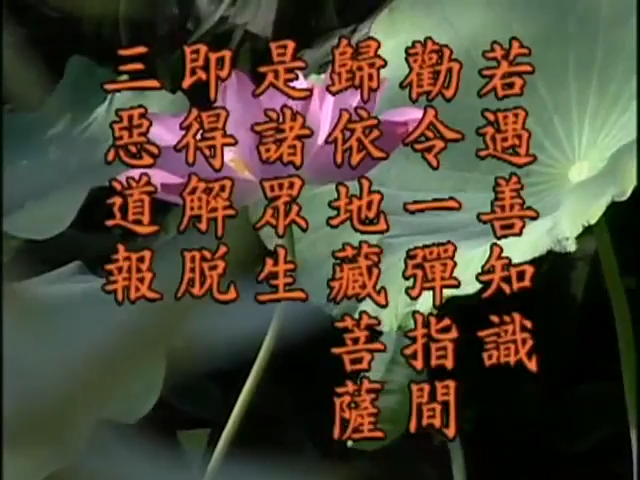 若遇善知識
勸令一彈指間
歸依地藏菩薩
是諸眾生
即得解脫
三惡道報